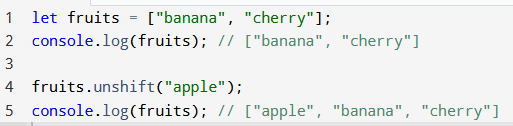 1 let fruits = ["banana", "cherry"];
2 console.log(fruits); // ["banana", "cherry"]
3
4 fruits.unshift("apple");
5 console.log(fruits); // ["apple", "banana", "cherry"]